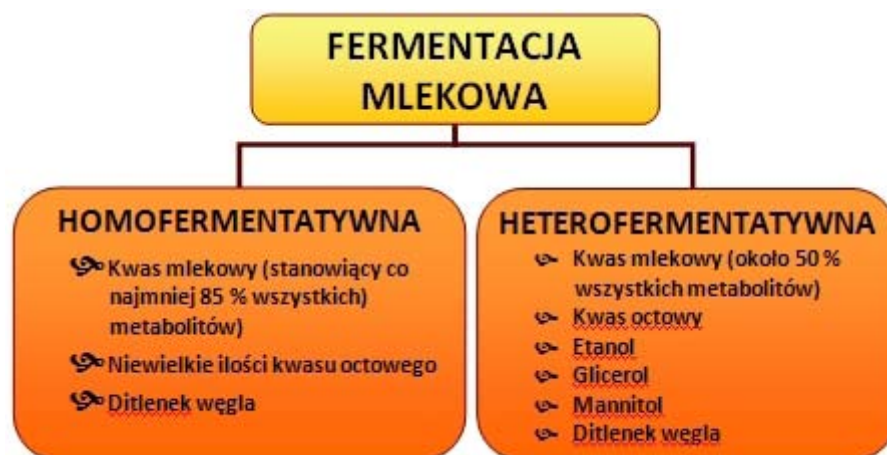 FERMENTACJA
MLEKOWA
HOMOFERMENTATYWNA
Kwas mlekowy (stanowiący co
najmniej 85 % wszystkich)
metabolitów)
Niewielkie ilości kwasu octowego
Ditlenek węgla
HETEROFERMENTATYWNA
Kwas mlekowy (około 50 %
wszystkich metabolitów)
Kwas octowy
Etanol
Glicerol
Mannitol
Ditlenek węgla